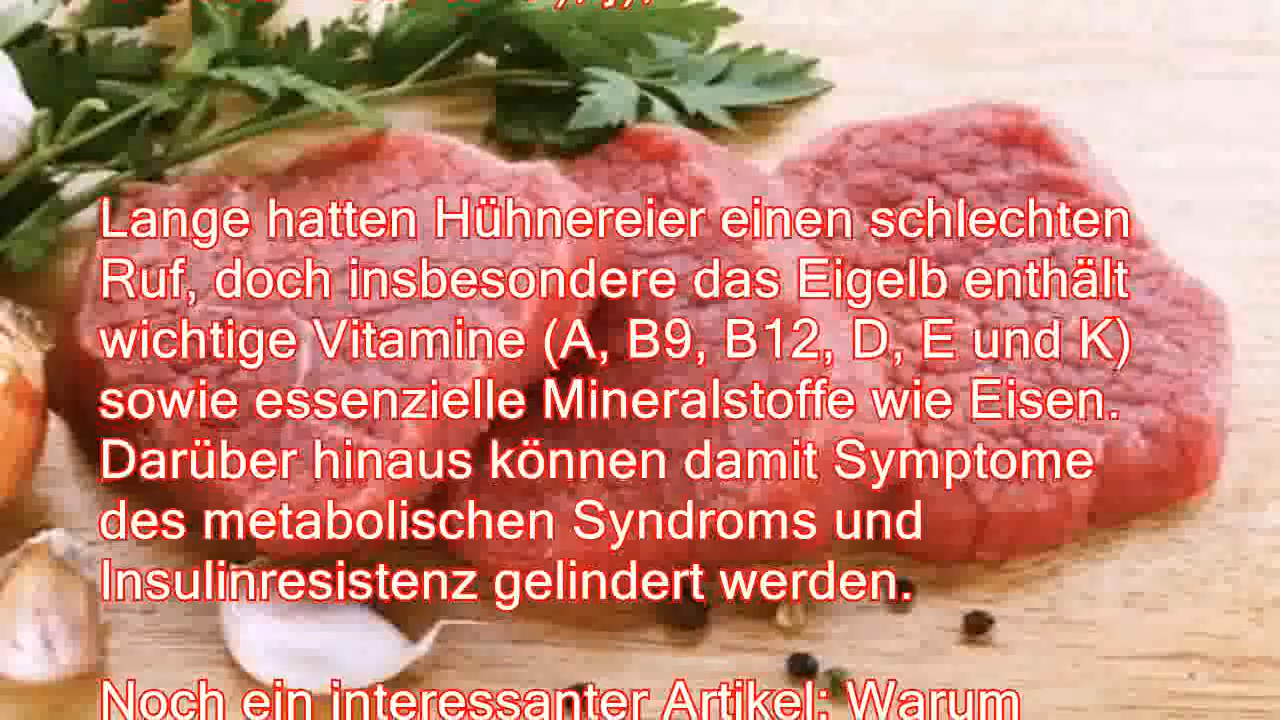 Lange hatten Hühnereier einen schlechten
Ruf, doch insbesondere das Eigelb enthält
wichtige Vitamine (A, B9, B12, D, E und K)
sowie essenzielle Mineralstoffe wie Eisen.
Darüber hinaus können damit Symptome
des metabolischen Syndroms und
Insulinresistenz gelindert werden.
Noch ein interessanter Artikel: Warum